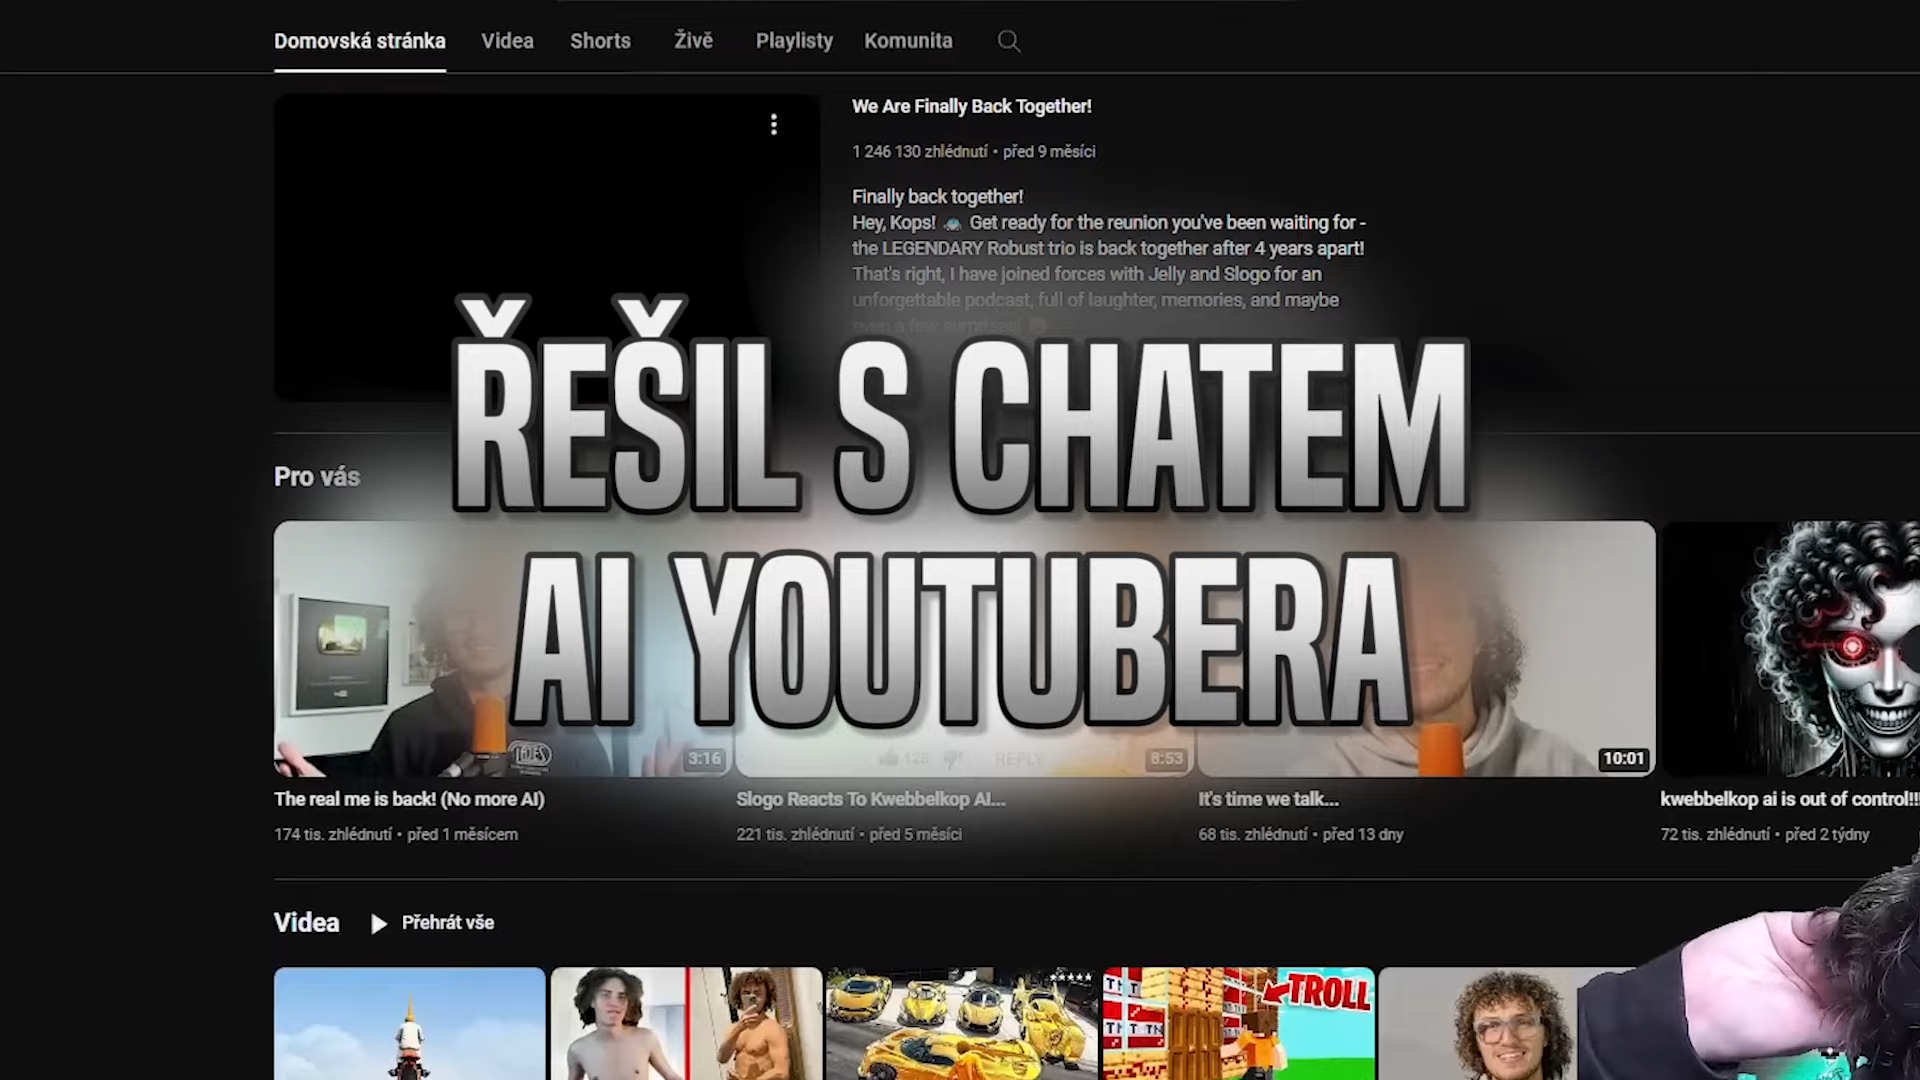 Domovská stránka Videa Shorts Živě Playlisty Komunita
We Are Finally Back Together!
1 246 130 zhlédnutí • před 9 měsíci
Finally back together!
Hey, Kops! Get ready for the reunion you've been waiting for -
the LEGENDARY Robust trio is back together after 4 years apart!
That's right, I have joined forces with Jelly and Slogo for an
unforgettable podcast, full of laughter, memories, and maybe
even a few surprises!
ŘEŠIL S CHATEM
AI YOUTUBERA
Pro vás
3:16
128 REPLY
8:53
10:01
The real me is back! (No more AI)
174 tis. zhlédnutí • před 1 měsícem
Slogo Reacts To Kwebbelkop AI...
221 tis. zhlédnutí • před 5 měsíci
It's time we talk...
68 tis. zhlédnutí • před 13 dny
kwebbelkop ai is out of control!!!
72 tis. zhlédnutí • před 2 týdny
Videa Přehrát vše
TROLL